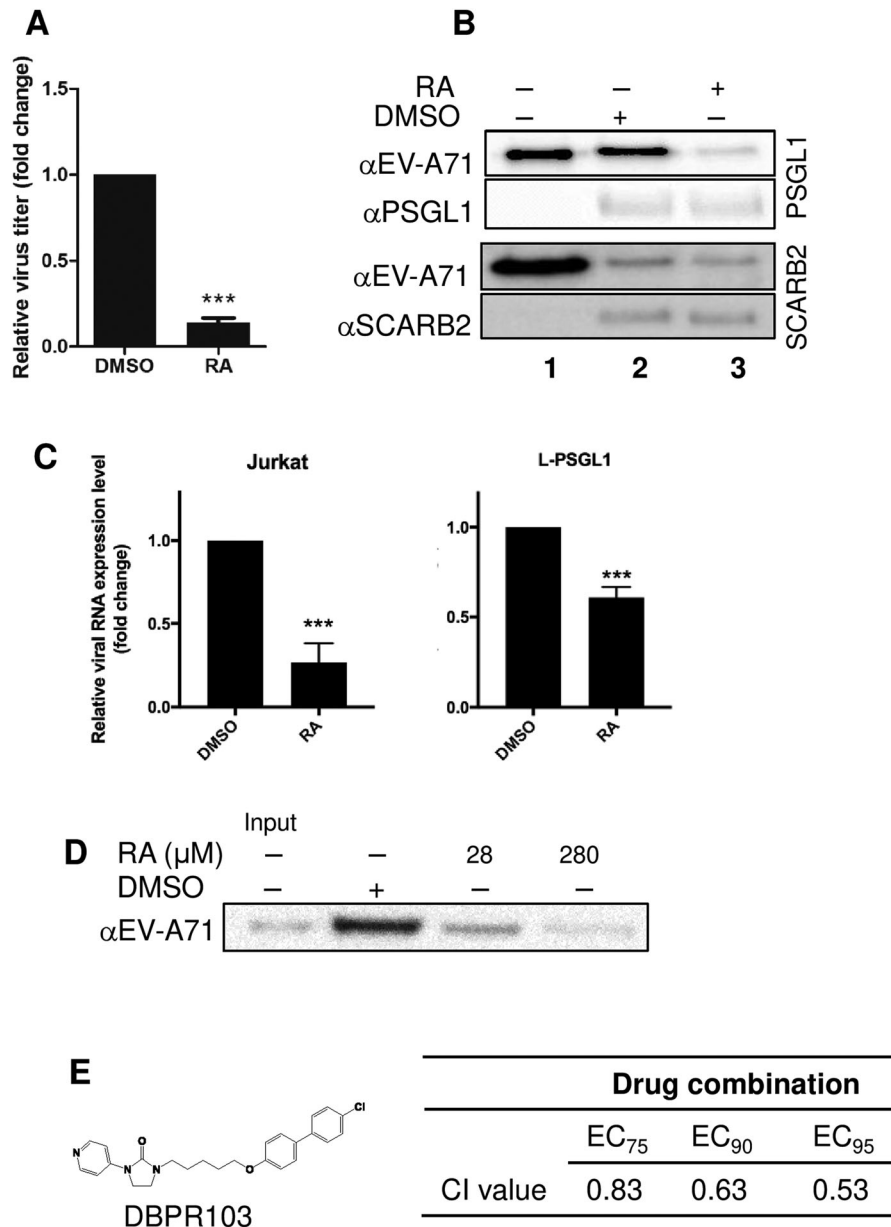 A
Relative virus titer (fold change)
1.5
1.0
0.5
0.0
***
DMSO RA
B
RA – – +
DMSO – + –
αEV-A71
αPSGL1
PSGL1
αEV-A71
αSCARB2
SCARB2
1 2 3
C
Jurkat
Relative viral RNA expression level
(fold change)
1.0
0.5
0.0
***
DMSO RA
L-PSGL1
1.0
0.5
0.0
***
DMSO RA
D
Input
RA (µM) – – 28 280
DMSO – + – –
αEV-A71
E
N
N
O
N
O
Cl
DBPR103
Drug combination
EC75 EC90 EC95
CI value 0.83 0.63 0.53